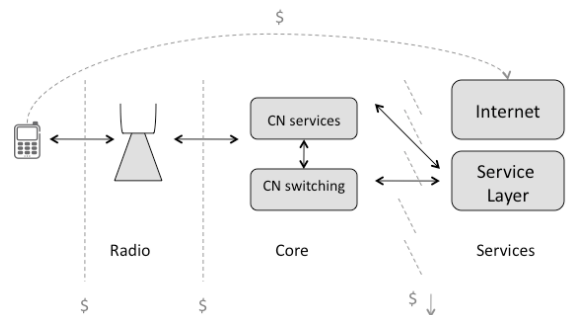 $
CN services
Internet
CN switching
Service
Layer
Radio
Core
Services
$
$
$